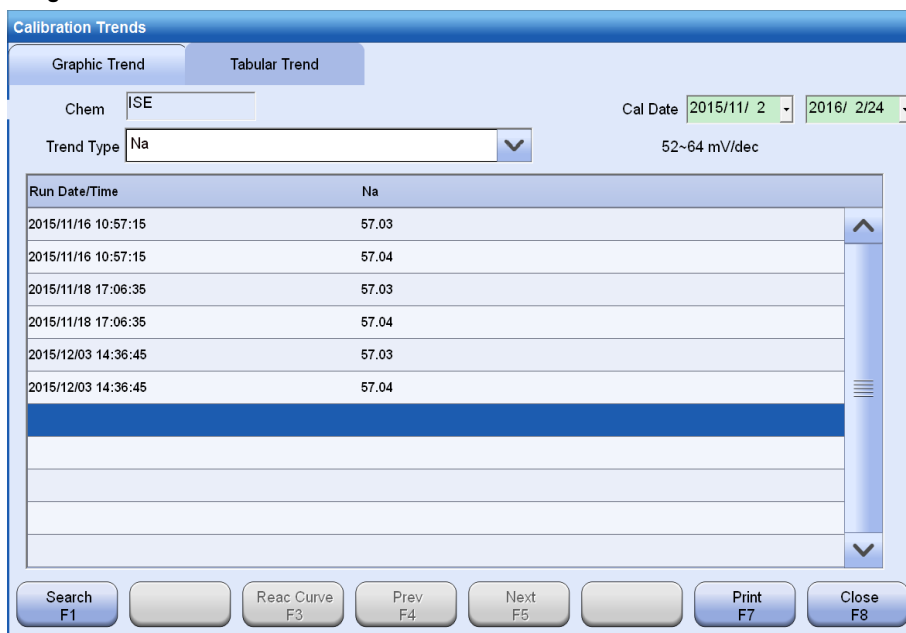 Calibration Trends
Graphic Trend Tabular Trend
Chem ISE Cal Date 2015/11/ 2 2016/ 2/24
Trend Type Na 52~64 mV/dec
Run Date/Time Na
2015/11/16 10:57:15 57.03
2015/11/16 10:57:15 57.04
2015/11/18 17:06:35 57.03
2015/11/18 17:06:35 57.04
2015/12/03 14:36:45 57.03
2015/12/03 14:36:45 57.04
Search Reac Curve Prev Next Print Close
F1 F3 F4 F5 F7 F8